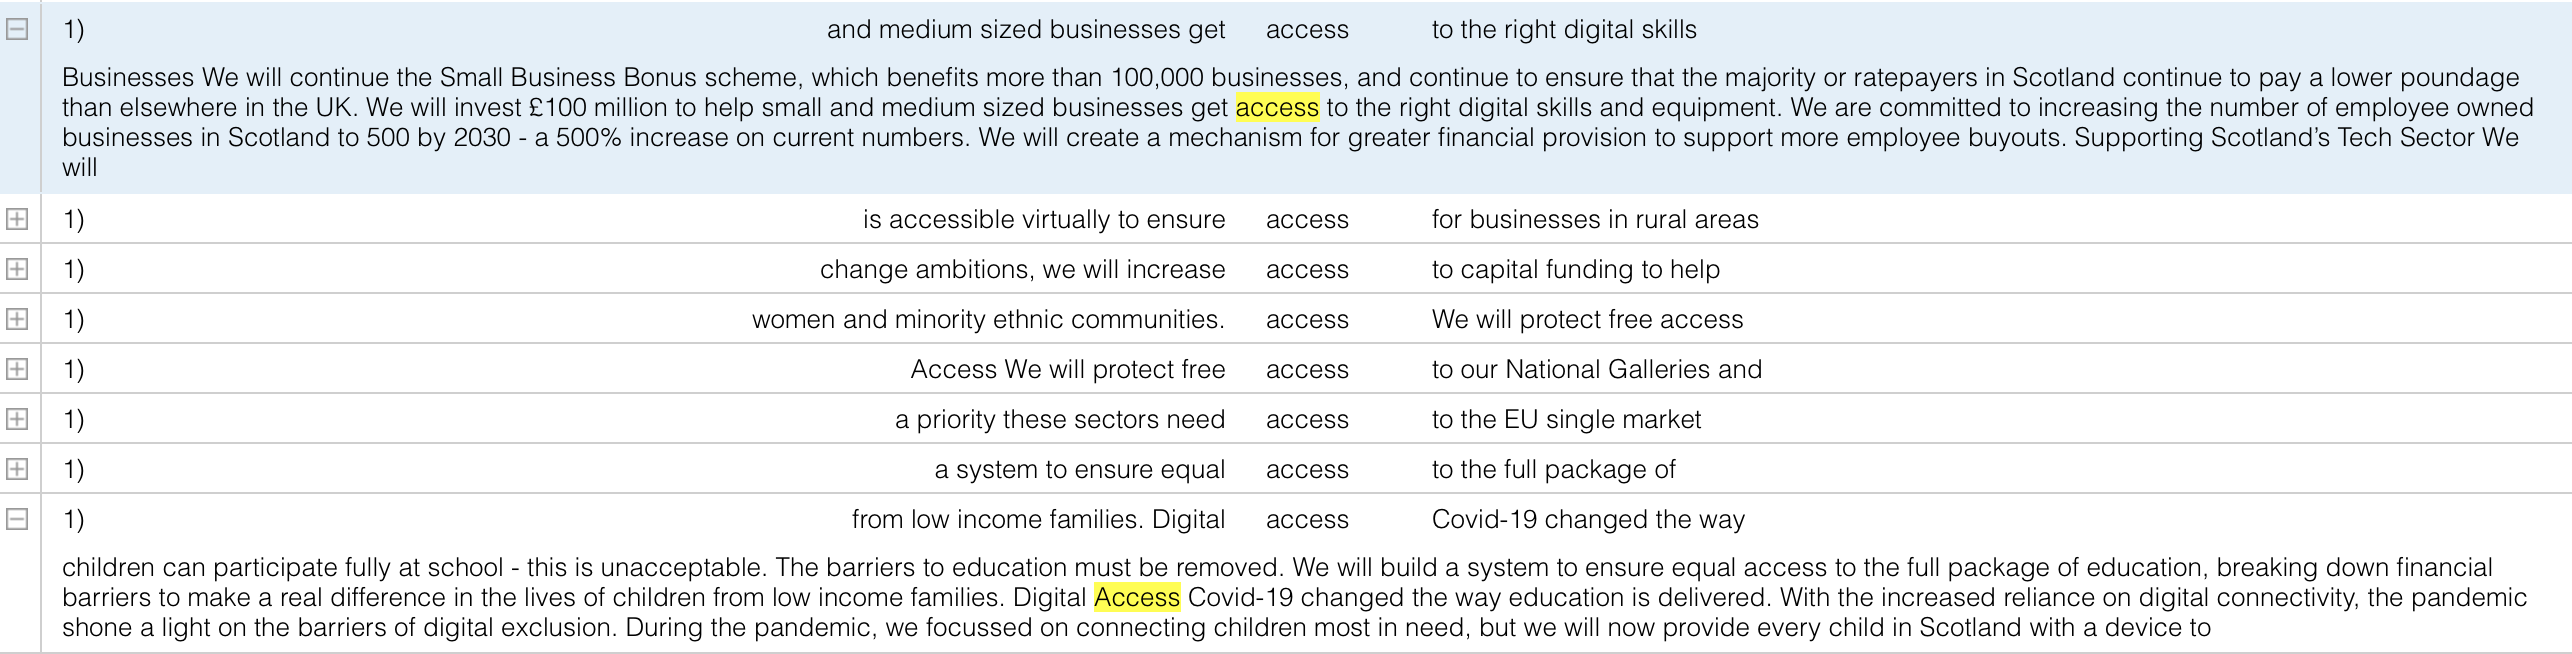 1) and medium sized businesses get access to the right digital skills
Businesses We will continue the Small Business Bonus scheme, which benefits more than 100,000 businesses, and continue to ensure that the majority or ratepayers in Scotland continue to pay a lower poundage
than elsewhere in the UK. We will invest £100 million to help small and medium sized businesses get access to the right digital skills and equipment. We are committed to increasing the number of employee owned
businesses in Scotland to 500 by 2030 - a 500% increase on current numbers. We will create a mechanism for greater financial provision to support more employee buyouts. Supporting Scotland’s Tech Sector We
will
1) is accessible virtually to ensure access for businesses in rural areas
1) change ambitions, we will increase access to capital funding to help
1) women and minority ethnic communities. access We will protect free access
1) Access We will protect free access to our National Galleries and
1) a priority these sectors need access to the EU single market
1) a system to ensure equal access to the full package of
1) from low income families. Digital access Covid-19 changed the way
children can participate fully at school - this is unacceptable. The barriers to education must be removed. We will build a system to ensure equal access to the full package of education, breaking down financial
barriers to make a real difference in the lives of children from low income families. Digital Access Covid-19 changed the way education is delivered. With the increased reliance on digital connectivity, the pandemic
shone a light on the barriers of digital exclusion. During the pandemic, we focussed on connecting children most in need, but we will now provide every child in Scotland with a device to